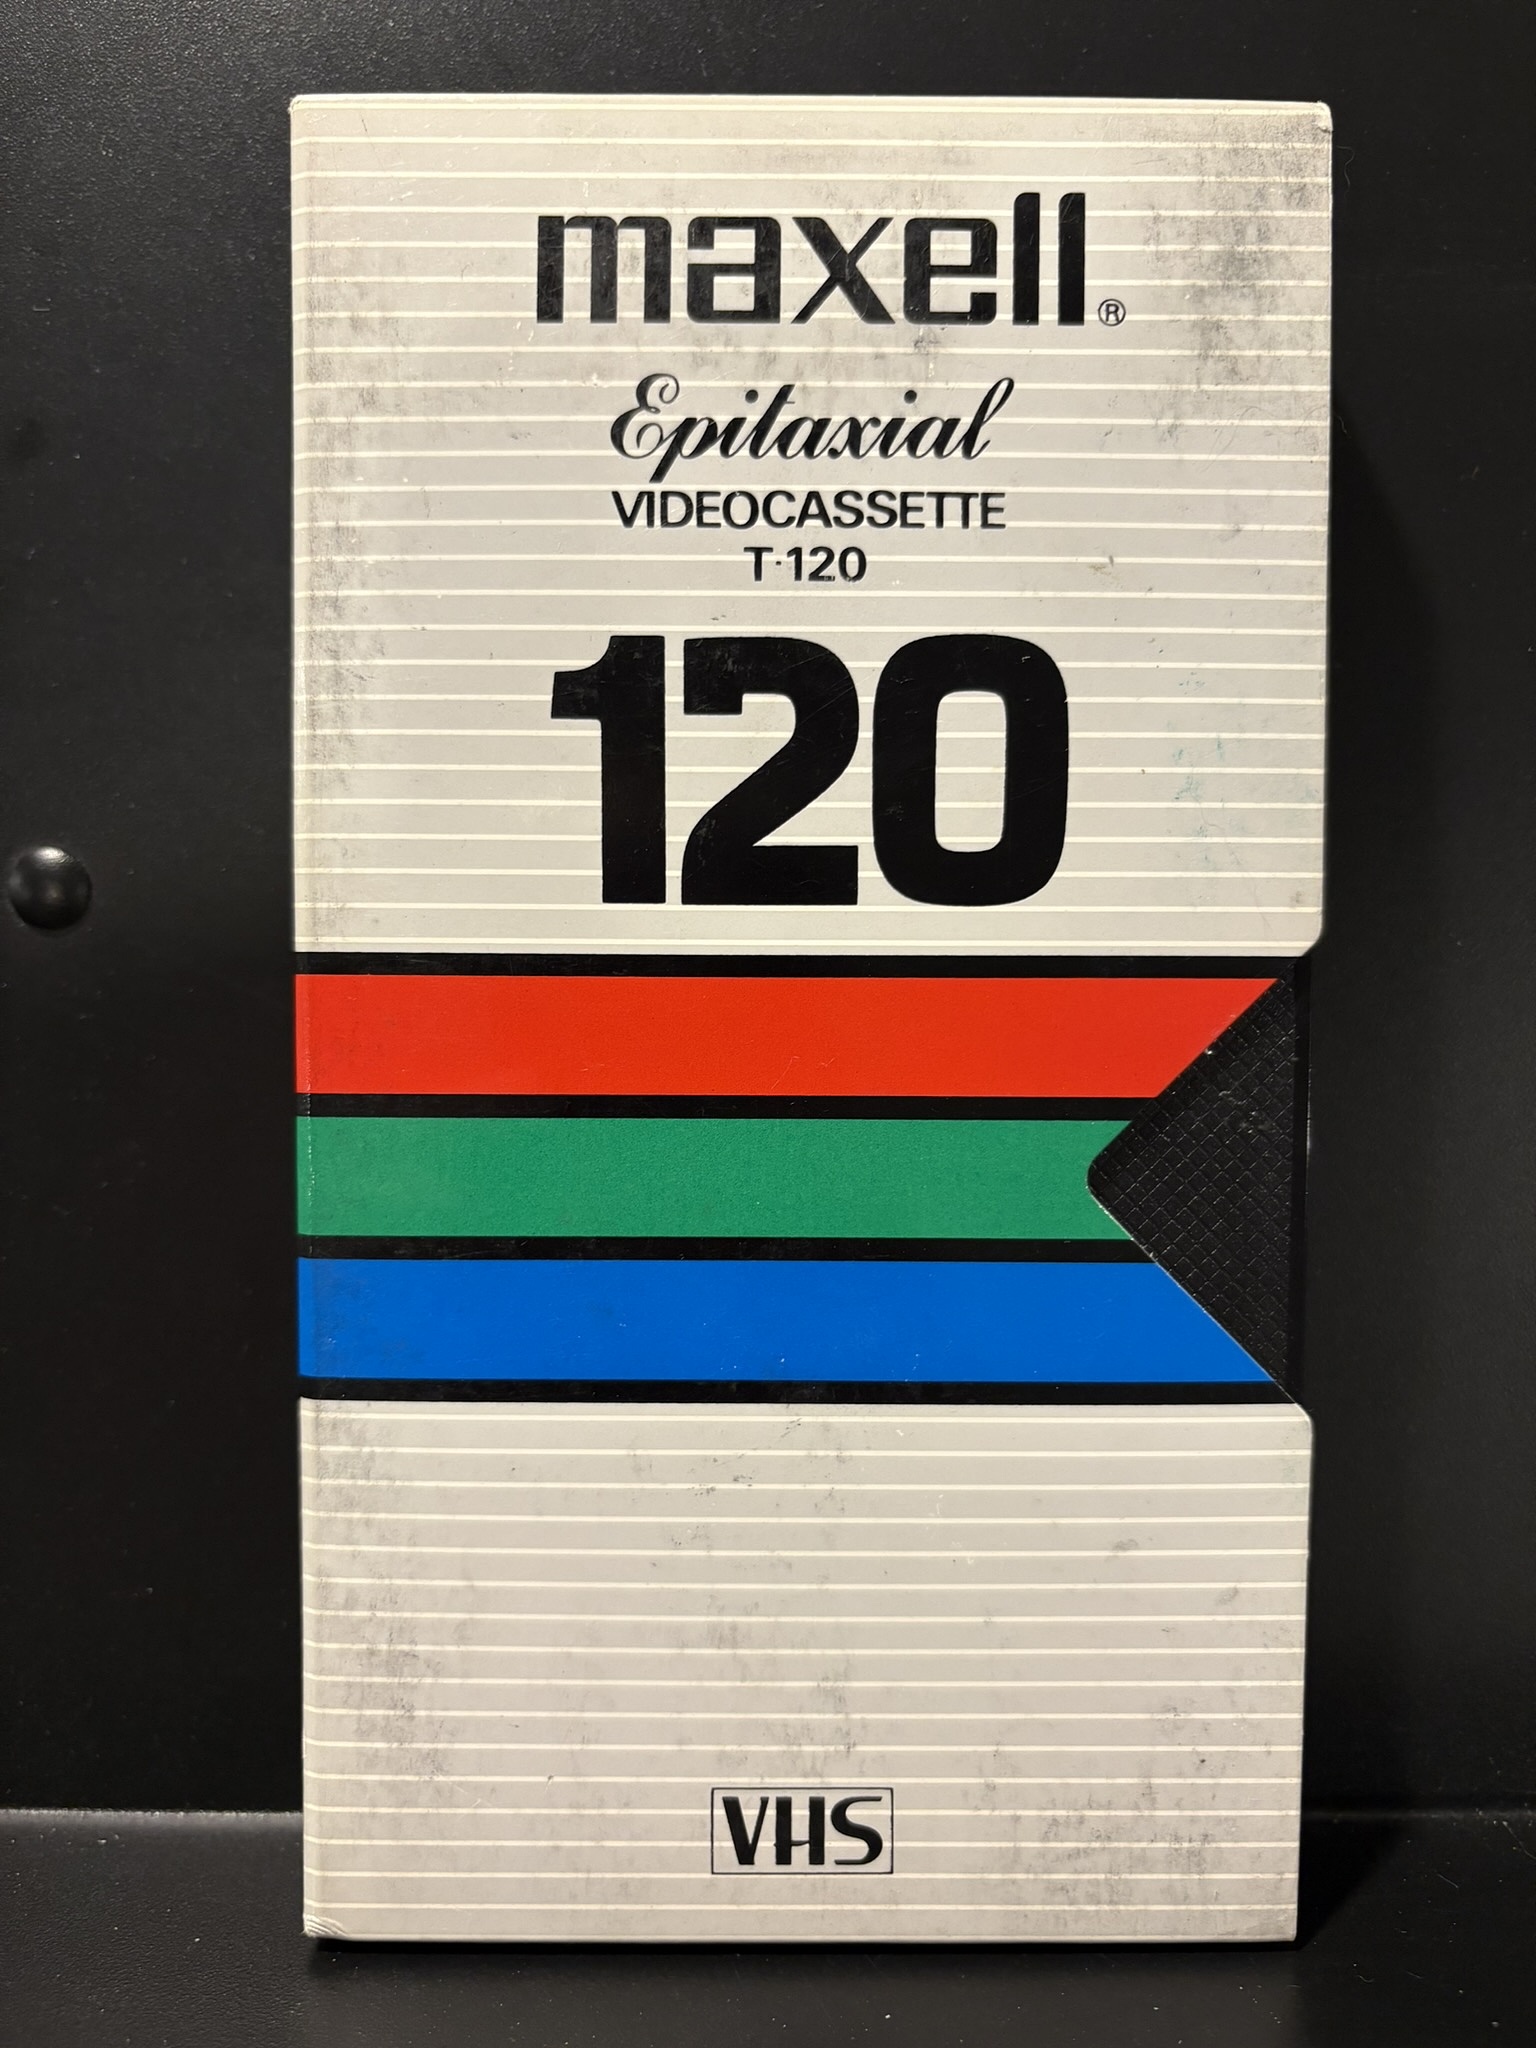 maxell®
Epitaxial
VIDEOCASSETTE
T·120
120
VHS